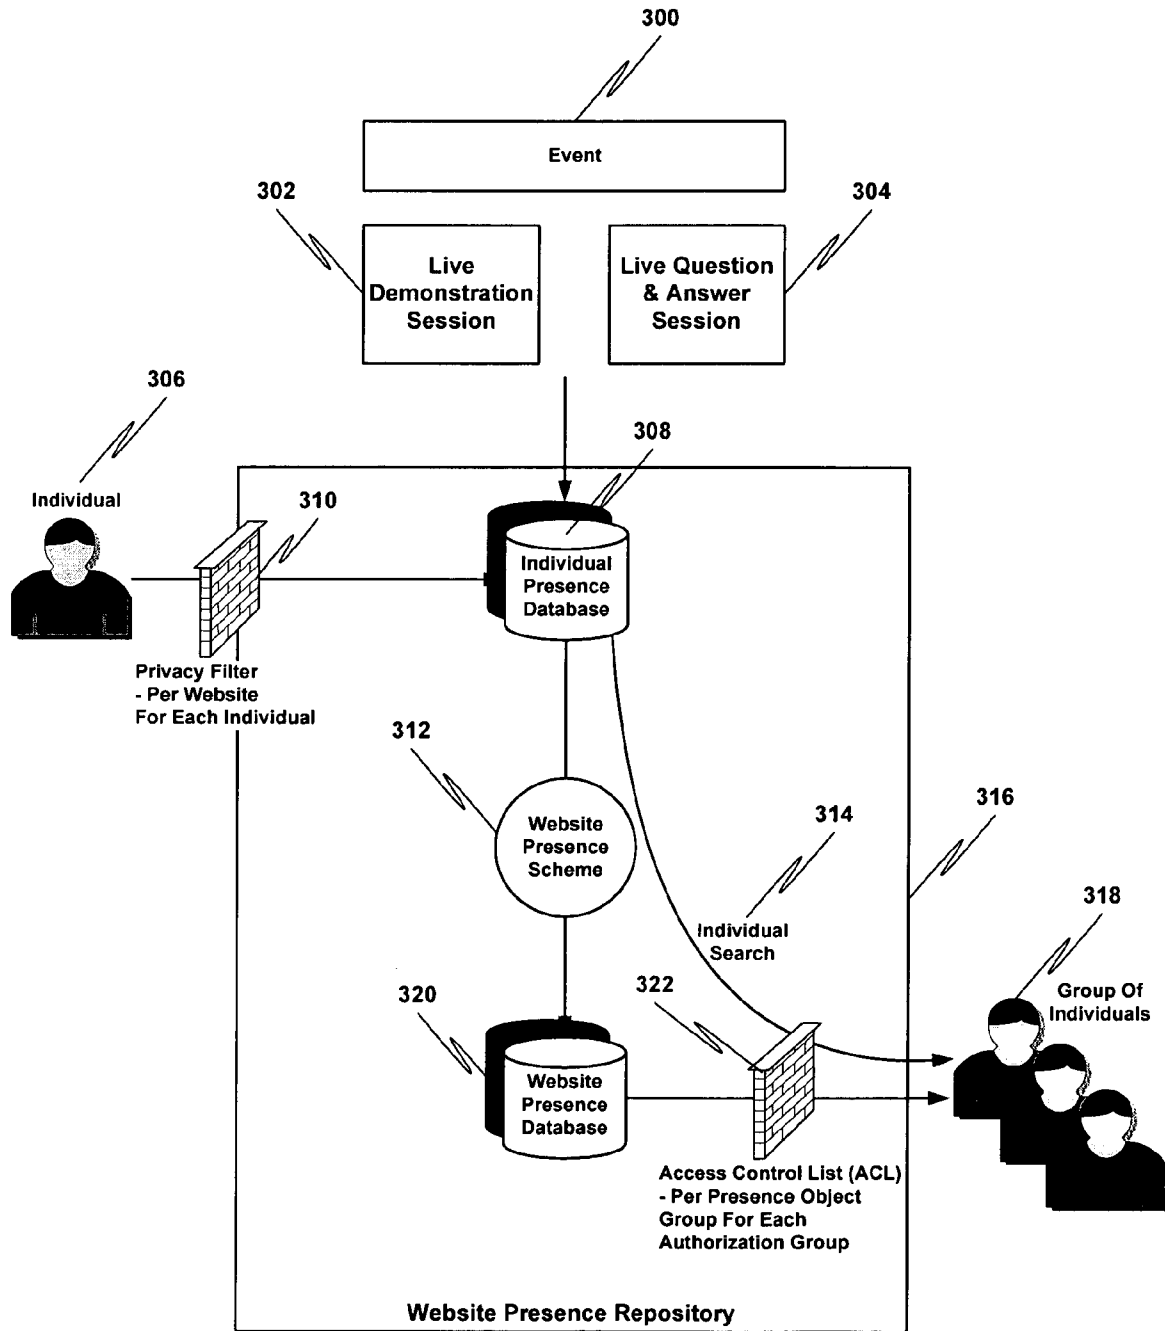 300
Event
302
304
Live
Demonstration
Session
Live Question
& Answer
Session
306
308
Individual
310
Individual
Presence
Database
Privacy Filter
- Per Website
For Each Individual
312
Website
Presence
Scheme
314
316
Individual
Search
318
Group Of
Individuals
320
322
Website
Presence
Database
Access Control List (ACL)
- Per Presence Object
Group For Each
Authorization Group
Website Presence Repository